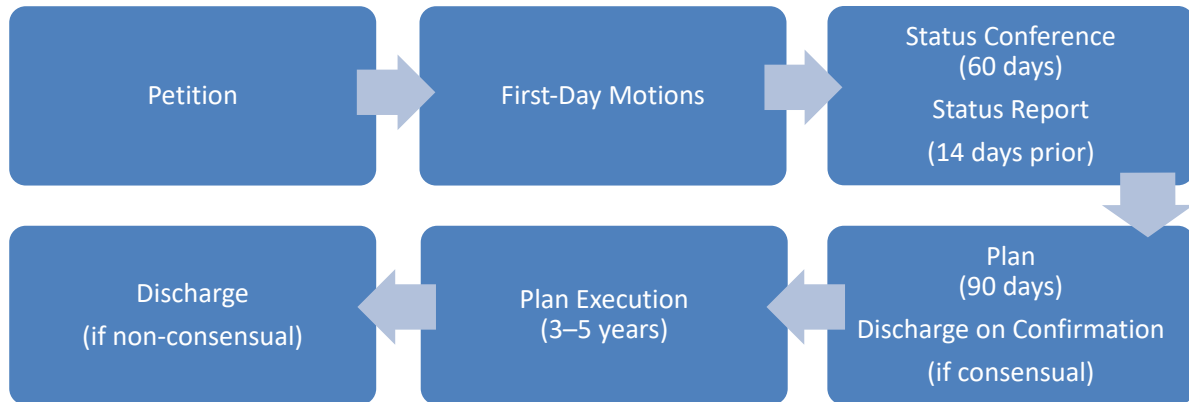 Petition
First-Day Motions
Status Conference
(60 days)
Status Report
(14 days prior)
Plan
(90 days)
Discharge on Confirmation
(if consensual)
Plan Execution
(3–5 years)
Discharge
(if non-consensual)